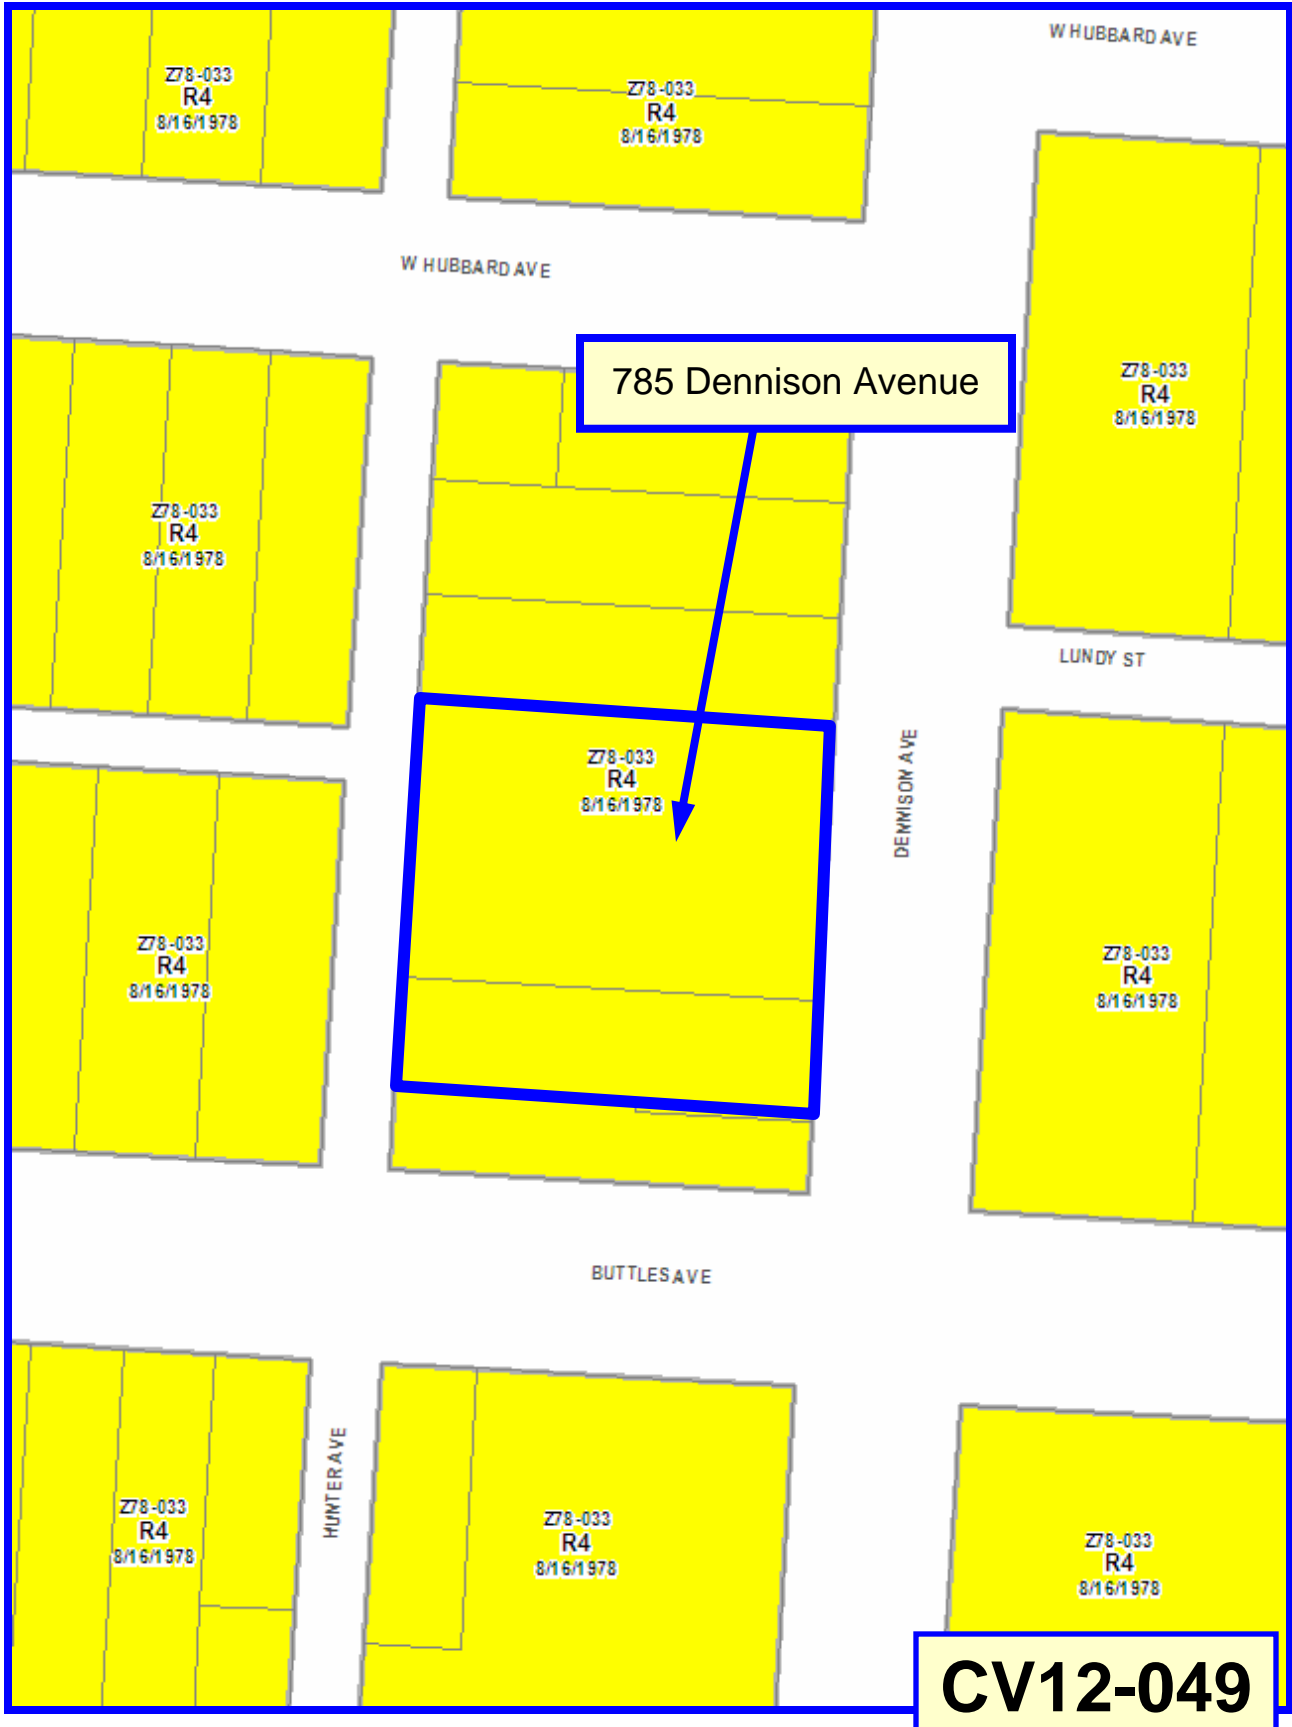 W HUBBARD AVE
Z78-033
R4
8/16/1978
Z78-033
R4
8/16/1978
W HUBBARD AVE
785 Dennison Avenue
Z78-033
R4
8/16/1978
Z78-033
R4
8/16/1978
LUNDY ST
DENNISON AVE
Z78-033
R4
8/16/1978
Z78-033
R4
8/16/1978
Z78-033
R4
8/16/1978
BUTTLES AVE
HUNTER AVE
Z78-033
R4
8/16/1978
Z78-033
R4
8/16/1978
Z78-033
R4
8/16/1978
CV12-049